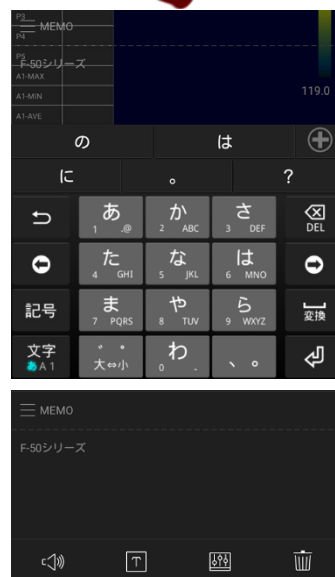 P3
MEMO
P4
P5
F-50シリーズ
A1-MAX
A1-MIN
119.0
A1-AVE
の は
に 。 ?
あ か さ DEL
1 .@ 2 ABC 3 DEF
た な は
4 GHI 5 JKL 6 MNO
記号 ま や ら 変換
7 PQRS 8 TUV 9 WXYZ
文字 ゛ ゜ わ 、 。
あA1 大⇔小 0 -
MEMO
F-50シリーズ
T